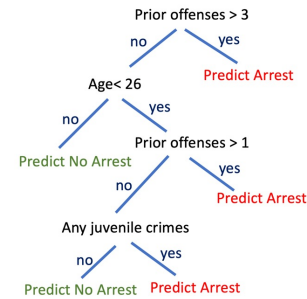 Prior offenses > 3
no
yes
Age< 26
Predict Arrest
no
yes
Predict No Arrest
Prior offenses > 1
no
yes
Predict Arrest
Any juvenile crimes
no
yes
Predict No Arrest
Predict Arrest